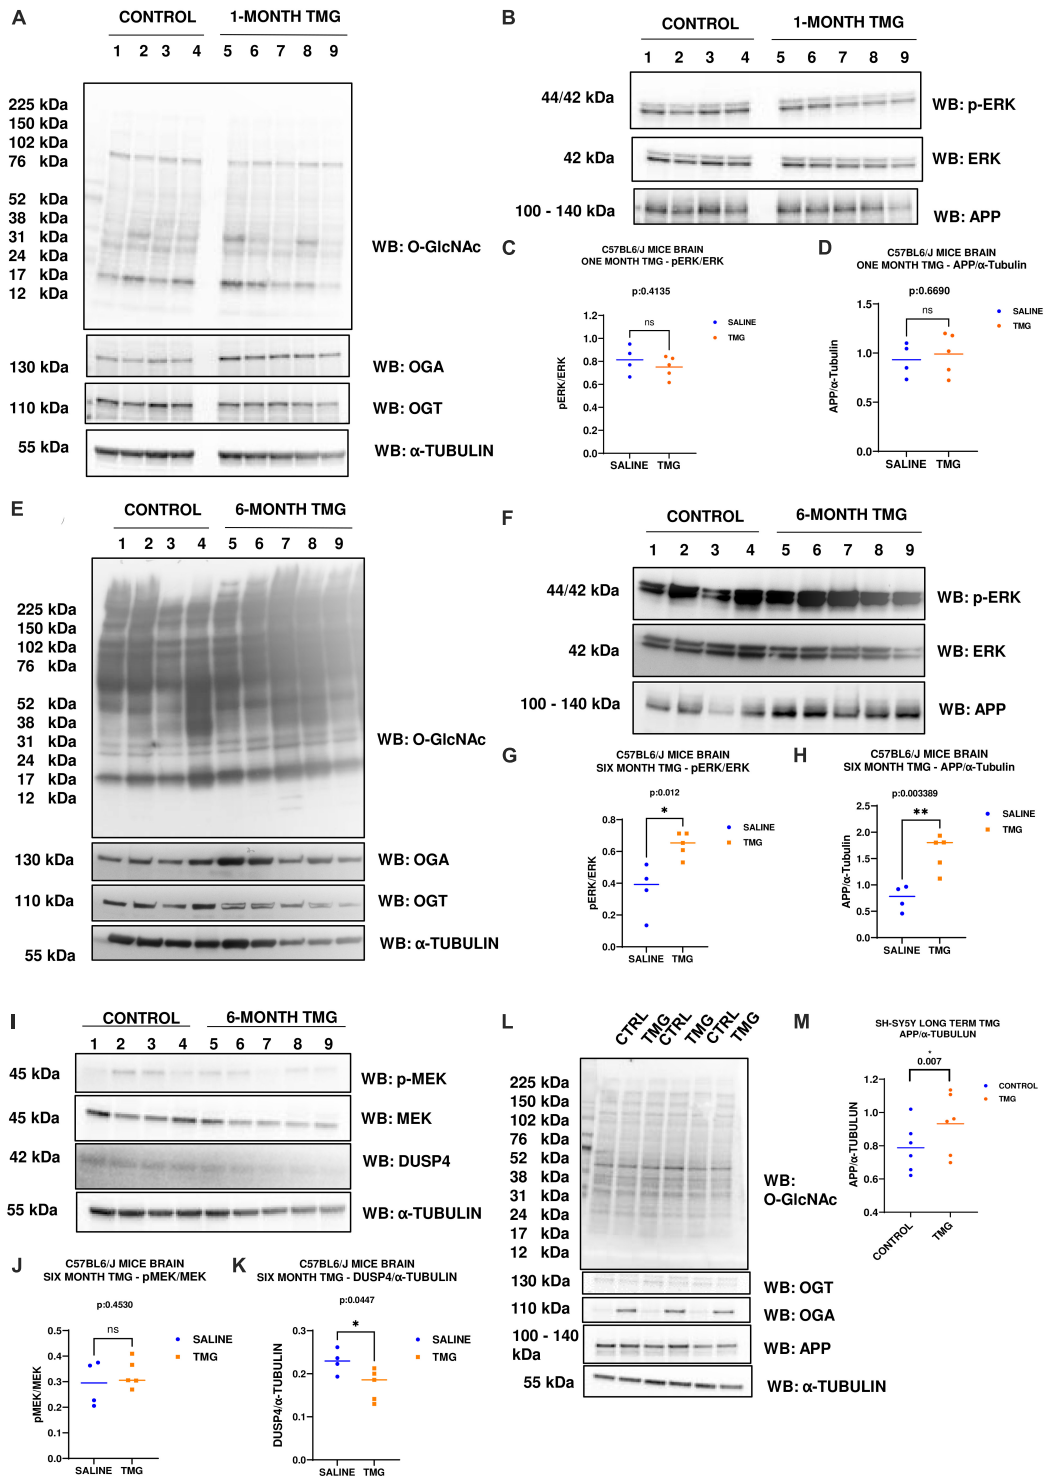 A
CONTROL 1-MONTH TMG
1 2 3 4 5 6 7 8 9
225 kDa
150 kDa
102 kDa
76 kDa
52 kDa
38 kDa
31 kDa
24 kDa
17 kDa
12 kDa
WB: O-GlcNAc
130 kDa WB: OGA
110 kDa WB: OGT
55 kDa WB: α-TUBULIN
B
CONTROL 1-MONTH TMG
1 2 3 4 5 6 7 8 9
44/42 kDa WB: p-ERK
42 kDa WB: ERK
100 - 140 kDa WB: APP
C
C57BL6/J MICE BRAIN
ONE MONTH TMG - pERK/ERK
p:0.4135
ns
SALINE
TMG
pERK/ERK
1.2
1.0
0.8
0.6
0.4
0.2
0.0
SALINE TMG
D
C57BL6/J MICE BRAIN
ONE MONTH TMG - APP/α-Tubulin
p:0.6690
ns
SALINE
TMG
APP/α-Tubulin
1.5
1.0
0.5
0.0
SALINE TMG
E
CONTROL 6-MONTH TMG
1 2 3 4 5 6 7 8 9
225 kDa
150 kDa
102 kDa
76 kDa
52 kDa
38 kDa
31 kDa
24 kDa
17 kDa
12 kDa
WB: O-GlcNAc
130 kDa WB: OGA
110 kDa WB: OGT
55 kDa WB: α-TUBULIN
F
CONTROL 6-MONTH TMG
1 2 3 4 5 6 7 8 9
44/42 kDa WB: p-ERK
42 kDa WB: ERK
100 - 140 kDa WB: APP
G
C57BL6/J MICE BRAIN
SIX MONTH TMG - pERK/ERK
p:0.012
*
SALINE
TMG
pERK/ERK
0.8
0.6
0.4
0.2
0.0
SALINE TMG
H
C57BL6/J MICE BRAIN
SIX MONTH TMG - APP/α-Tubulin
p:0.003389
**
SALINE
TMG
APP/α-Tubulin
2.5
2.0
1.5
1.0
0.5
0.0
SALINE TMG
I
CONTROL 6-MONTH TMG
1 2 3 4 5 6 7 8 9
45 kDa WB: p-MEK
45 kDa WB: MEK
42 kDa WB: DUSP4
55 kDa WB: α-TUBULIN
J
C57BL6/J MICE BRAIN
SIX MONTH TMG - pMEK/MEK
p:0.4530
ns
SALINE
TMG
pMEK/MEK
0.5
0.4
0.3
0.2
0.1
0.0
SALINE TMG
K
C57BL6/J MICE BRAIN
SIX MONTH TMG - DUSP4/α-TUBULIN
p:0.0447
*
SALINE
TMG
DUSP4/α-TUBULIN
0.3
0.2
0.1
0.0
SALINE TMG
L
CTRL TMG CTRL TMG CTRL TMG
225 kDa
150 kDa
102 kDa
76 kDa
52 kDa
38 kDa
31 kDa
24 kDa
17 kDa
12 kDa
WB:
O-GlcNAc
130 kDa WB: OGT
110 kDa WB: OGA
100 - 140
kDa
WB: APP
55 kDa WB: α-TUBULIN
M
SH-SY5Y LONG TERM TMG
APP/α-TUBULUN
*
0.007
CONTROL
TMG
APP/α-TUBULUN
1.2
1.0
0.8
0.6
0.4
CONTROL TMG